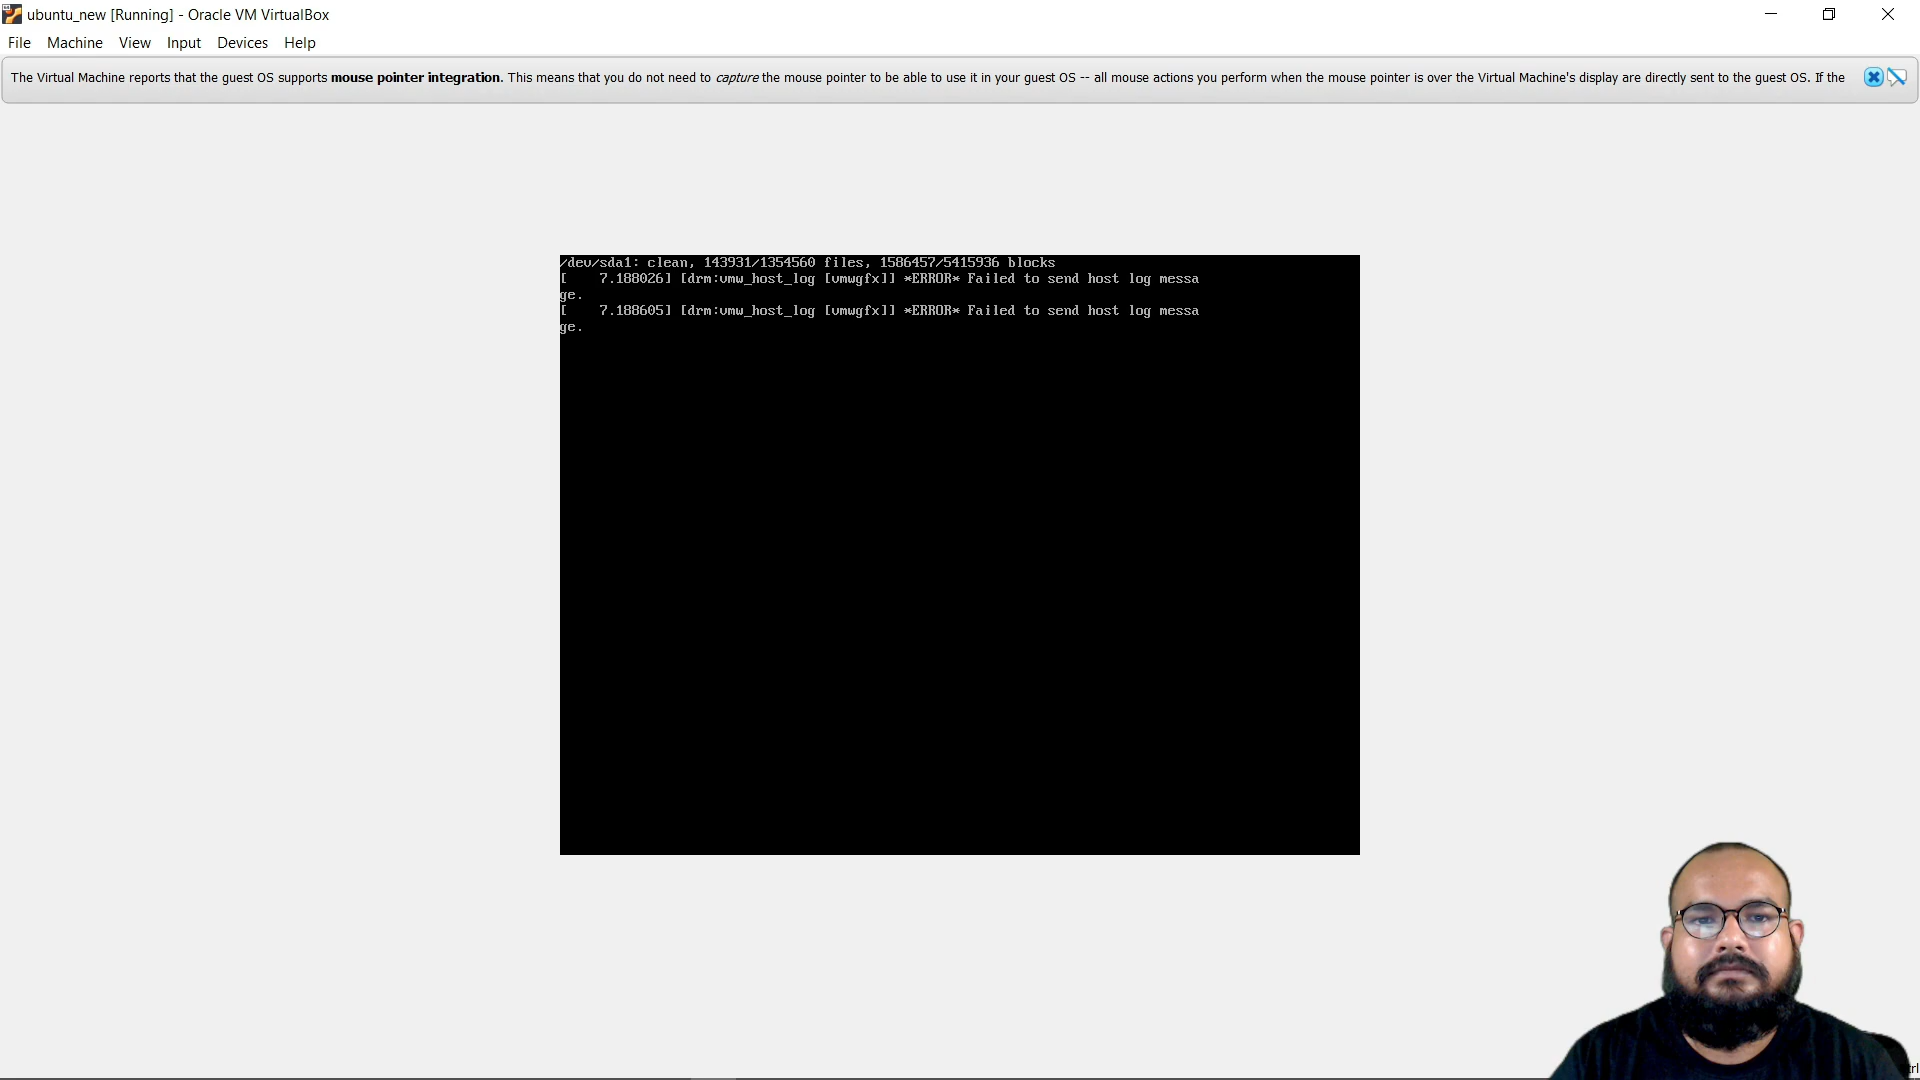 ubuntu_new [Running] - Oracle VM VirtualBox
File Machine View Input Devices Help
The Virtual Machine reports that the guest OS supports mouse pointer integration. This means that you do not need to capture the mouse pointer to be able to use it in your guest OS -- all mouse actions you perform when the mouse pointer is over the Virtual Machine's display are directly sent to the guest OS. If the
/dev/sda1: clean, 143931/1354560 files, 1586457/5415936 blocks
[    7.188026] [drm:vmw_host_log [vmwgfx]] *ERROR* Failed to send host log messa
ge.
[    7.188605] [drm:vmw_host_log [vmwgfx]] *ERROR* Failed to send host log messa
ge.